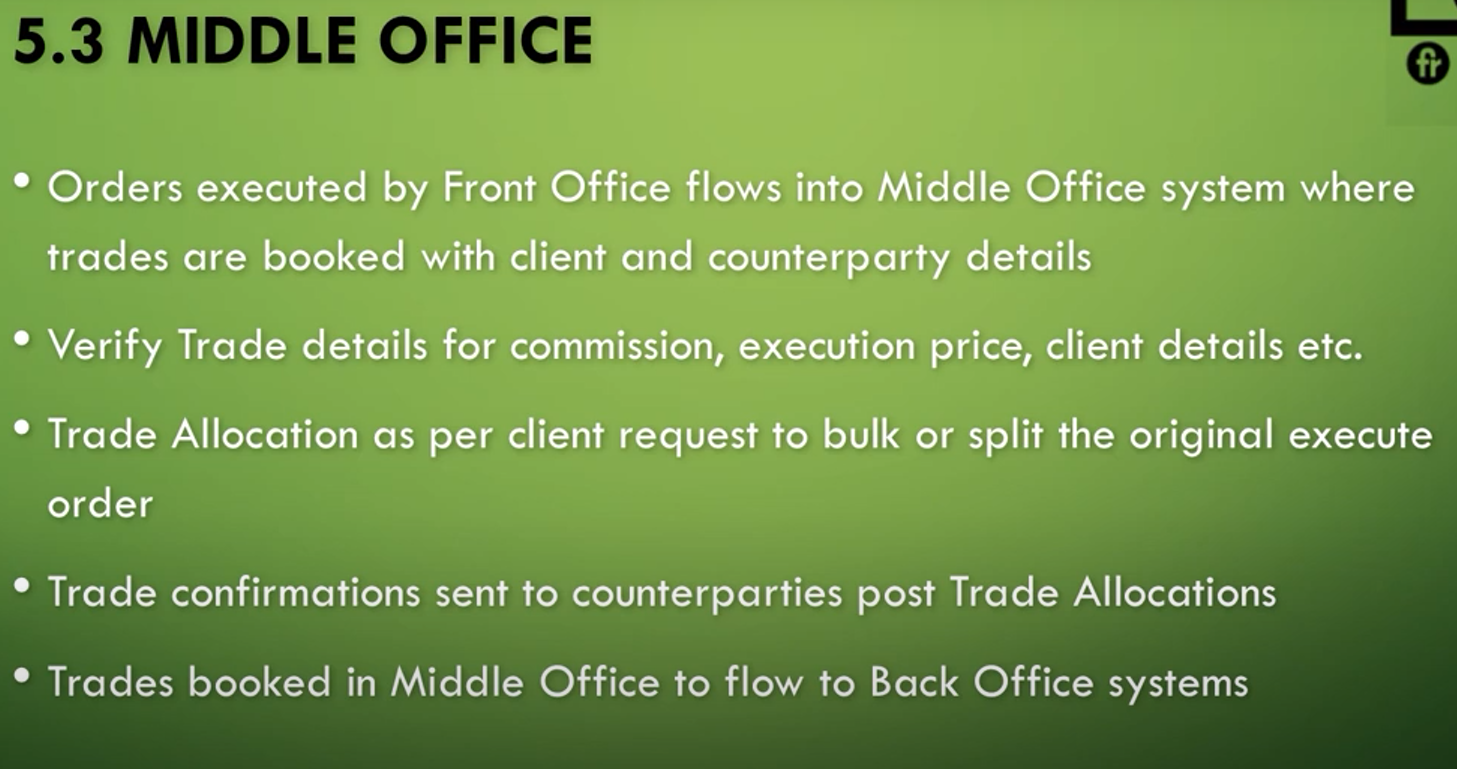 5.3 MIDDLE OFFICE
fr
• Orders executed by Front Office flows into Middle Office system where
trades are booked with client and counterparty details
• Verify Trade details for commission, execution price, client details etc.
• Trade Allocation as per client request to bulk or split the original execute
order
• Trade confirmations sent to counterparties post Trade Allocations
• Trades booked in Middle Office to flow to Back Office systems